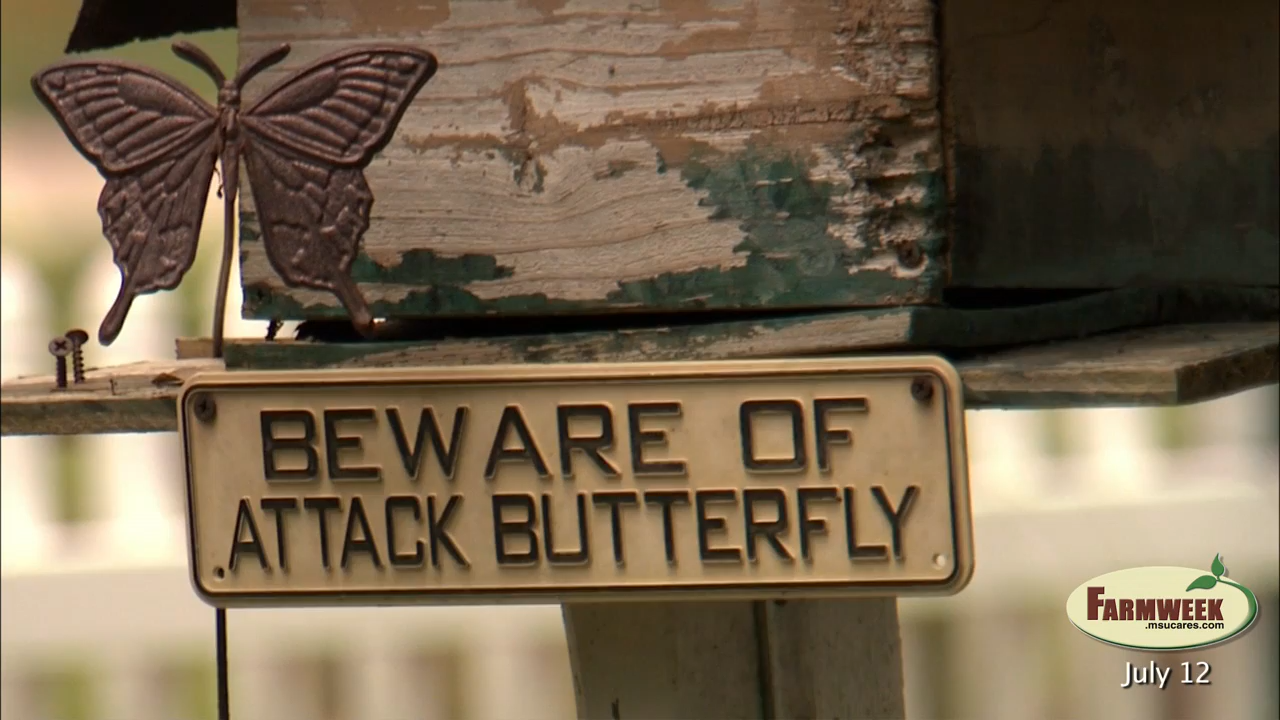 BEWARE OF
ATTACK BUTTERFLY
FARMWEEK
.msucares.com
July 12